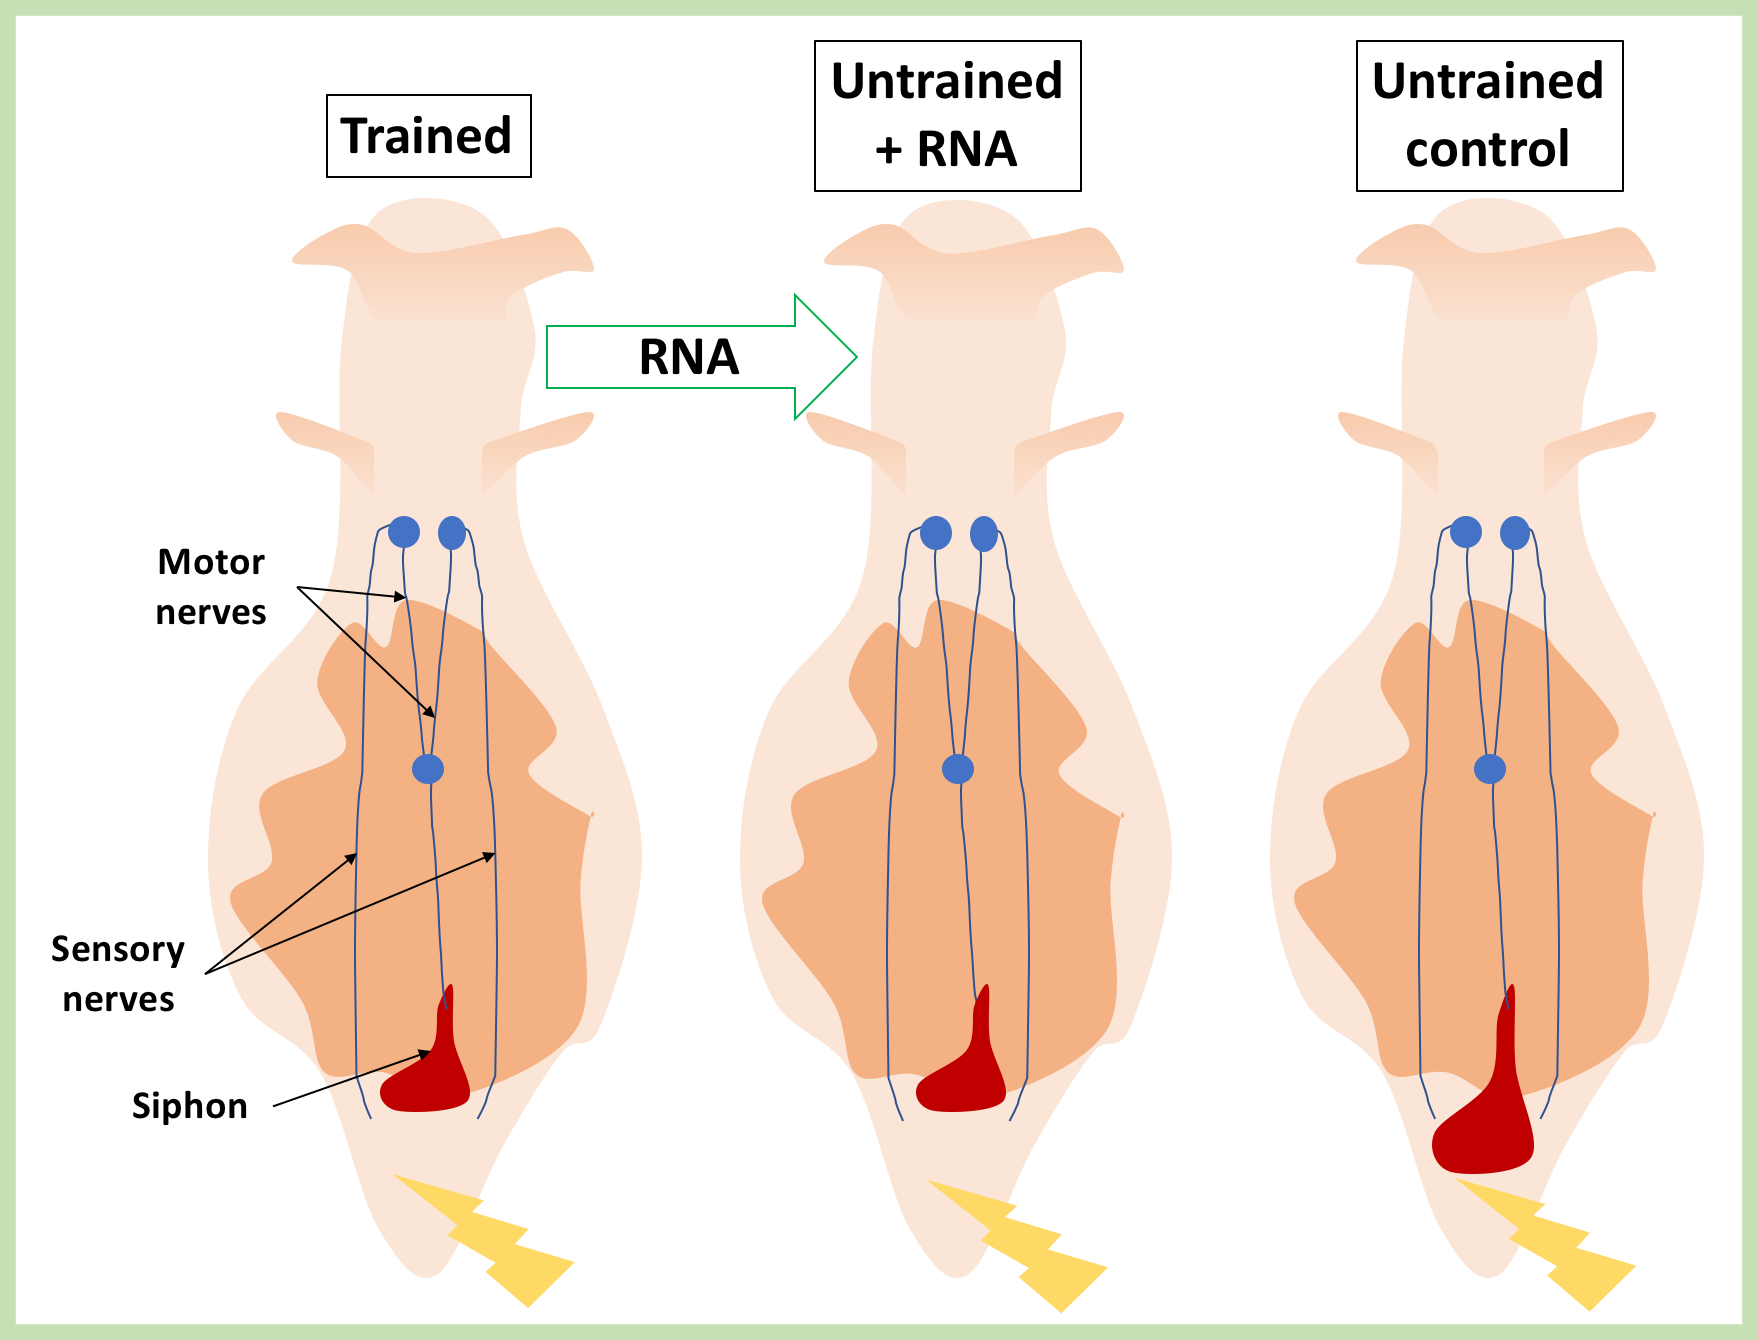 Trained
Untrained
+ RNA
Untrained
control
RNA
Motor
nerves
Sensory
nerves
Siphon